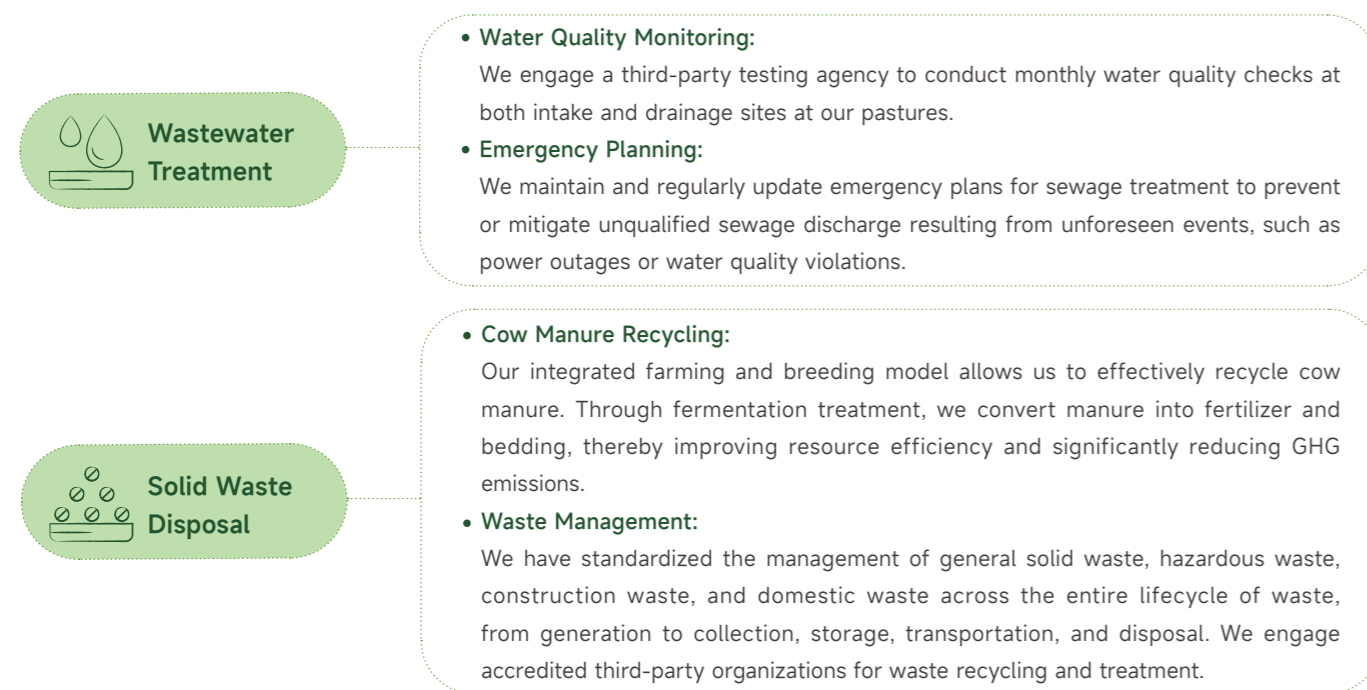 Wastewater
Treatment
• Water Quality Monitoring:
We engage a third-party testing agency to conduct monthly water quality checks at
both intake and drainage sites at our pastures.
• Emergency Planning:
We maintain and regularly update emergency plans for sewage treatment to prevent
or mitigate unqualified sewage discharge resulting from unforeseen events, such as
power outages or water quality violations.
Solid Waste
Disposal
• Cow Manure Recycling:
Our integrated farming and breeding model allows us to effectively recycle cow
manure. Through fermentation treatment, we convert manure into fertilizer and
bedding, thereby improving resource efficiency and significantly reducing GHG
emissions.
• Waste Management:
We have standardized the management of general solid waste, hazardous waste,
construction waste, and domestic waste across the entire lifecycle of waste,
from generation to collection, storage, transportation, and disposal. We engage
accredited third-party organizations for waste recycling and treatment.